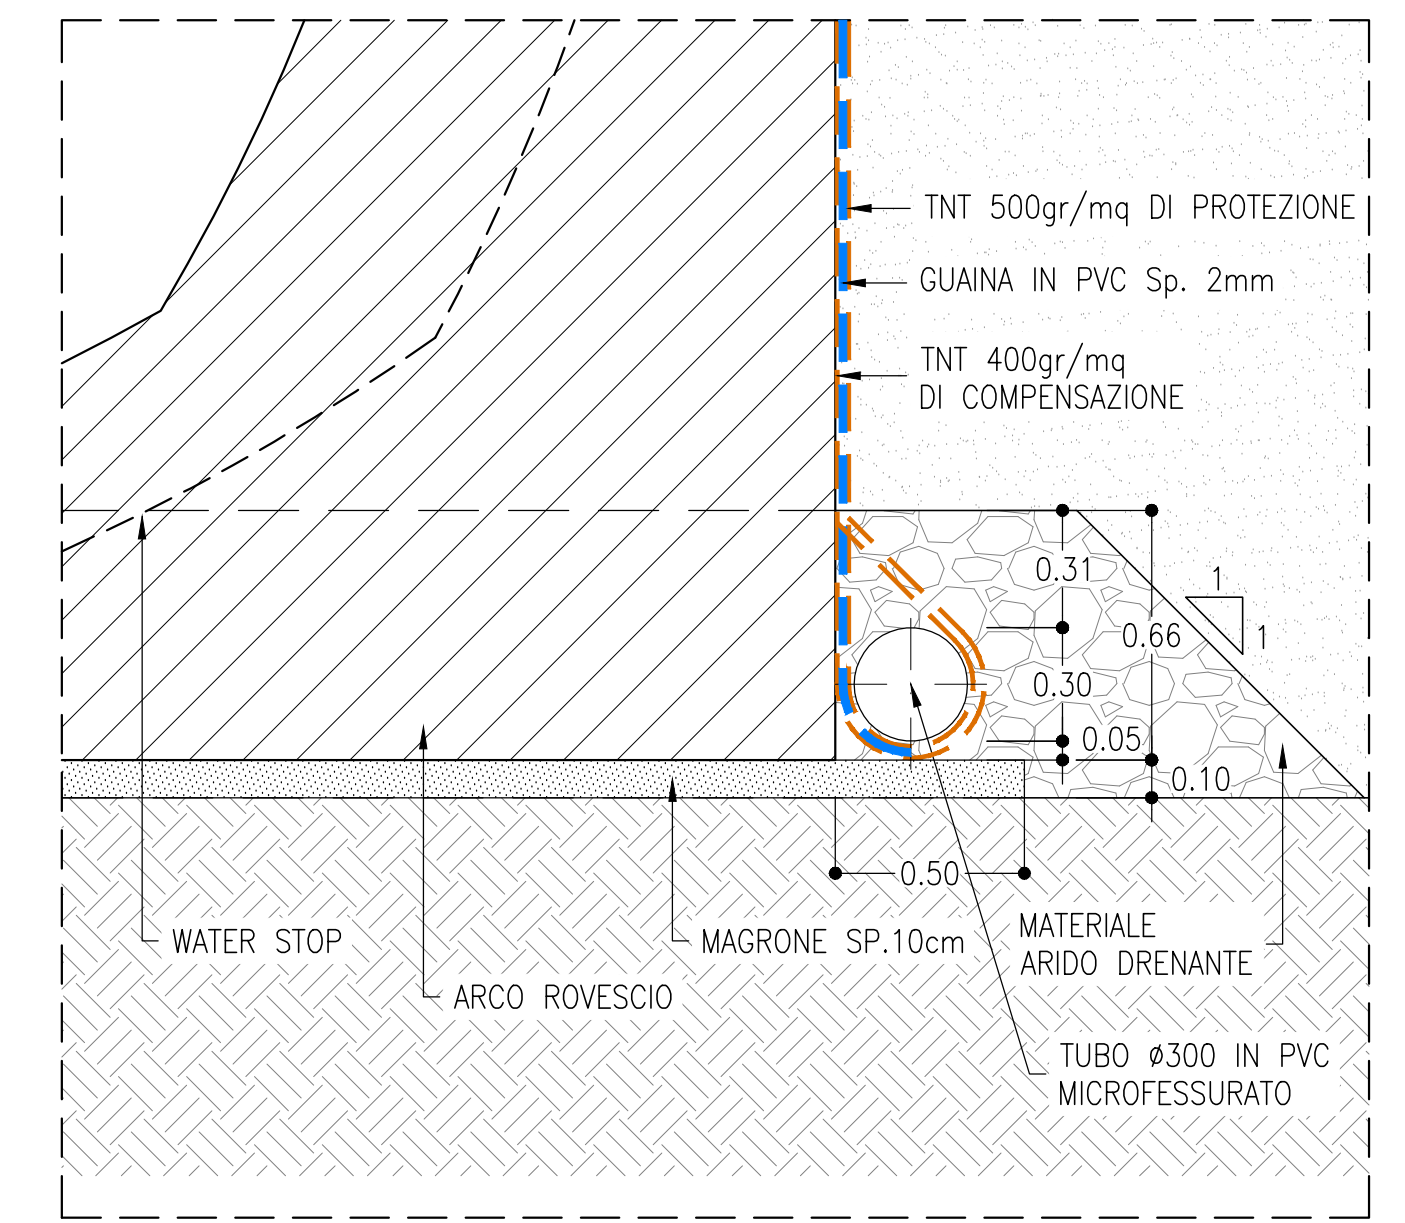 TNT 500gr/mq DI PROTEZIONE
GUAINA IN PVC Sp. 2mm
TNT 400gr/mq
DI COMPENSAZIONE
0.31
1
1
0.66
0.30
0.05
0.10
0.50
WATER STOP
MAGRONE SP.10cm
MATERIALE
ARIDO DRENANTE
ARCO ROVESCIO
TUBO Ø300 IN PVC
MICROFESSURATO